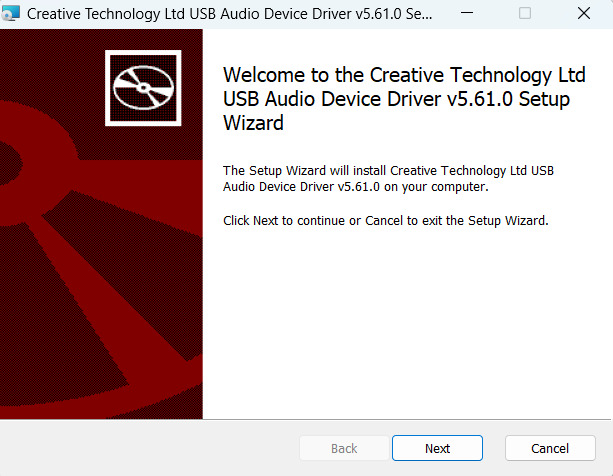 Creative Technology Ltd USB Audio Device Driver v5.61.0 Se...
Welcome to the Creative Technology Ltd
USB Audio Device Driver v5.61.0 Setup
Wizard
The Setup Wizard will install Creative Technology Ltd USB
Audio Device Driver v5.61.0 on your computer.
Click Next to continue or Cancel to exit the Setup Wizard.
Back
Next
Cancel